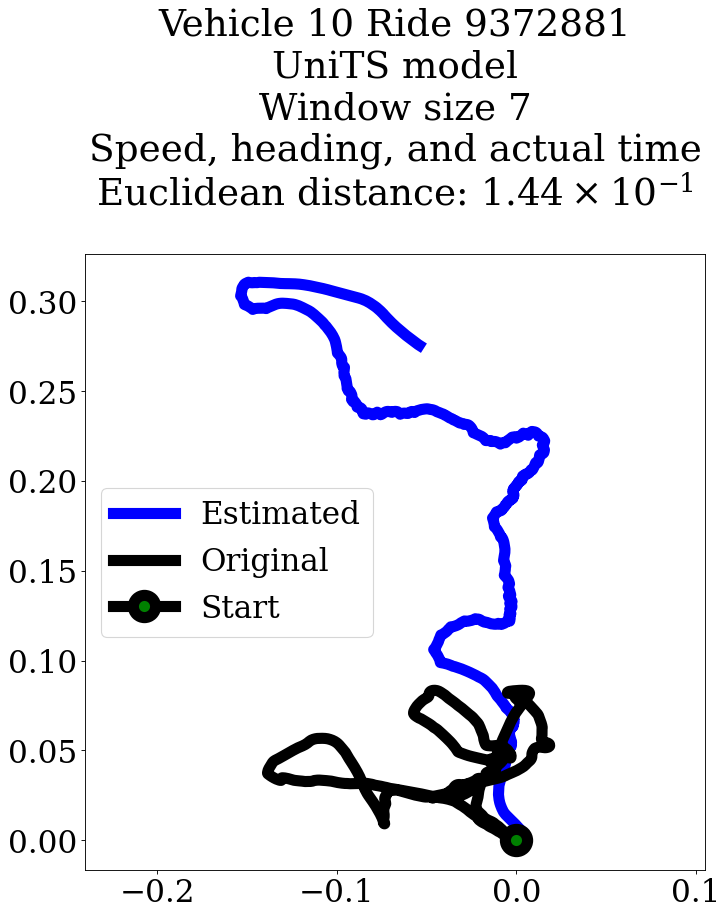 Vehicle 10 Ride 9372881
UniTS model
Window size 7
Speed, heading, and actual time
Euclidean distance: 1.44 × 10⁻¹
0.30
0.25
0.20
0.15
0.10
0.05
0.00
Estimated
Original
Start
−0.2
−0.1
0.0
0.1